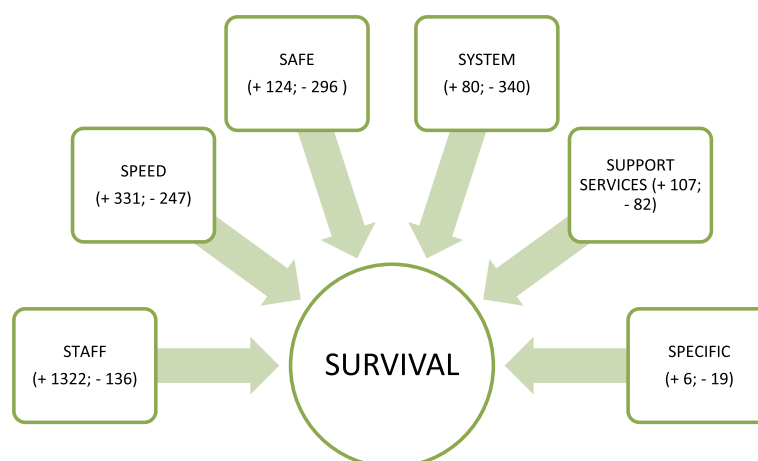 SAFE
(+ 124; - 296 )
SYSTEM
(+ 80; - 340)
SPEED
(+ 331; - 247)
SUPPORT
SERVICES (+ 107;
- 82)
STAFF
(+ 1322; - 136)
SURVIVAL
SPECIFIC
(+ 6; - 19)